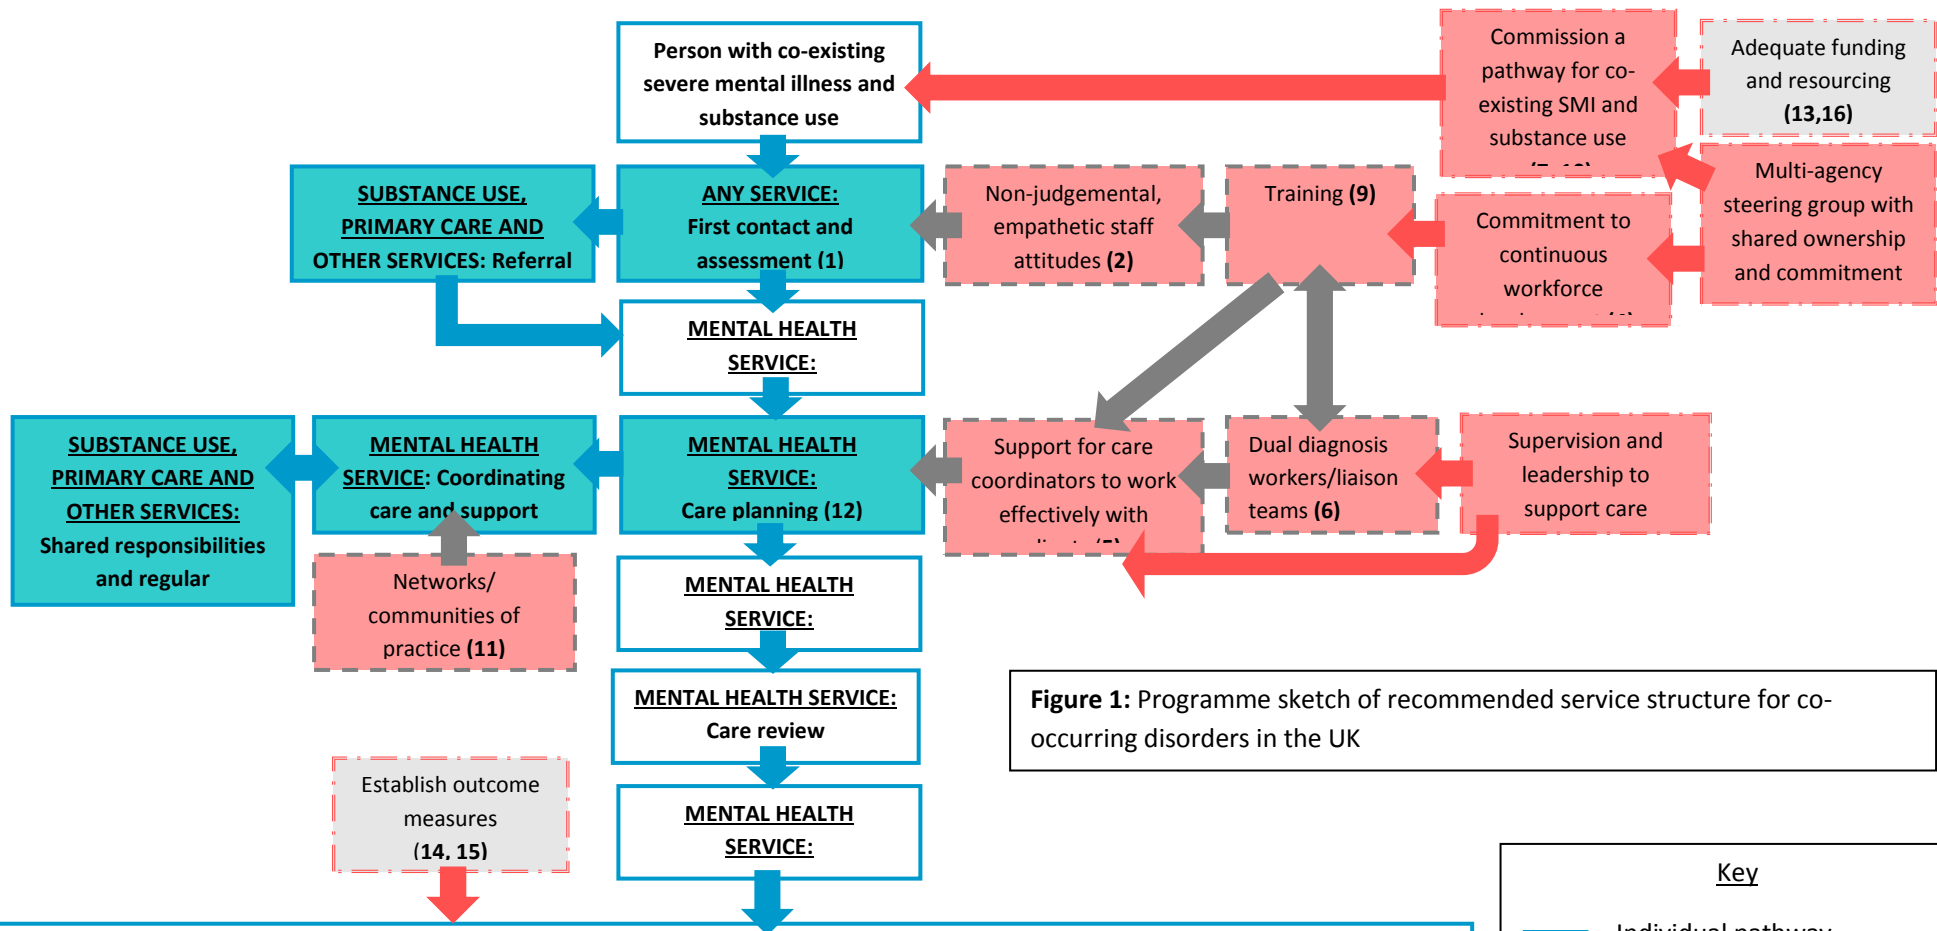 Person with co-existing
severe mental illness and
substance use
Commission a
pathway for co-
existing SMI and
substance use
Adequate funding
and resourcing
(13,16)
SUBSTANCE USE,
PRIMARY CARE AND
OTHER SERVICES: Referral
ANY SERVICE:
First contact and
assessment (1)
Non-judgemental,
empathetic staff
attitudes (2)
Training (9)
Commitment to
continuous
workforce
Multi-agency
steering group with
shared ownership
and commitment
MENTAL HEALTH
SERVICE:
SUBSTANCE USE,
PRIMARY CARE AND
OTHER SERVICES:
Shared responsibilities
and regular
MENTAL HEALTH
SERVICE: Coordinating
care and support
MENTAL HEALTH
SERVICE:
Care planning (12)
Support for care
coordinators to work
effectively with
Dual diagnosis
workers/liaison
teams (6)
Supervision and
leadership to
support care
Networks/
communities of
practice (11)
MENTAL HEALTH
SERVICE:
MENTAL HEALTH SERVICE:
Care review
Figure 1: Programme sketch of recommended service structure for co-
occurring disorders in the UK
Establish outcome
measures
(14, 15)
MENTAL HEALTH
SERVICE:
Key
Individual pathway